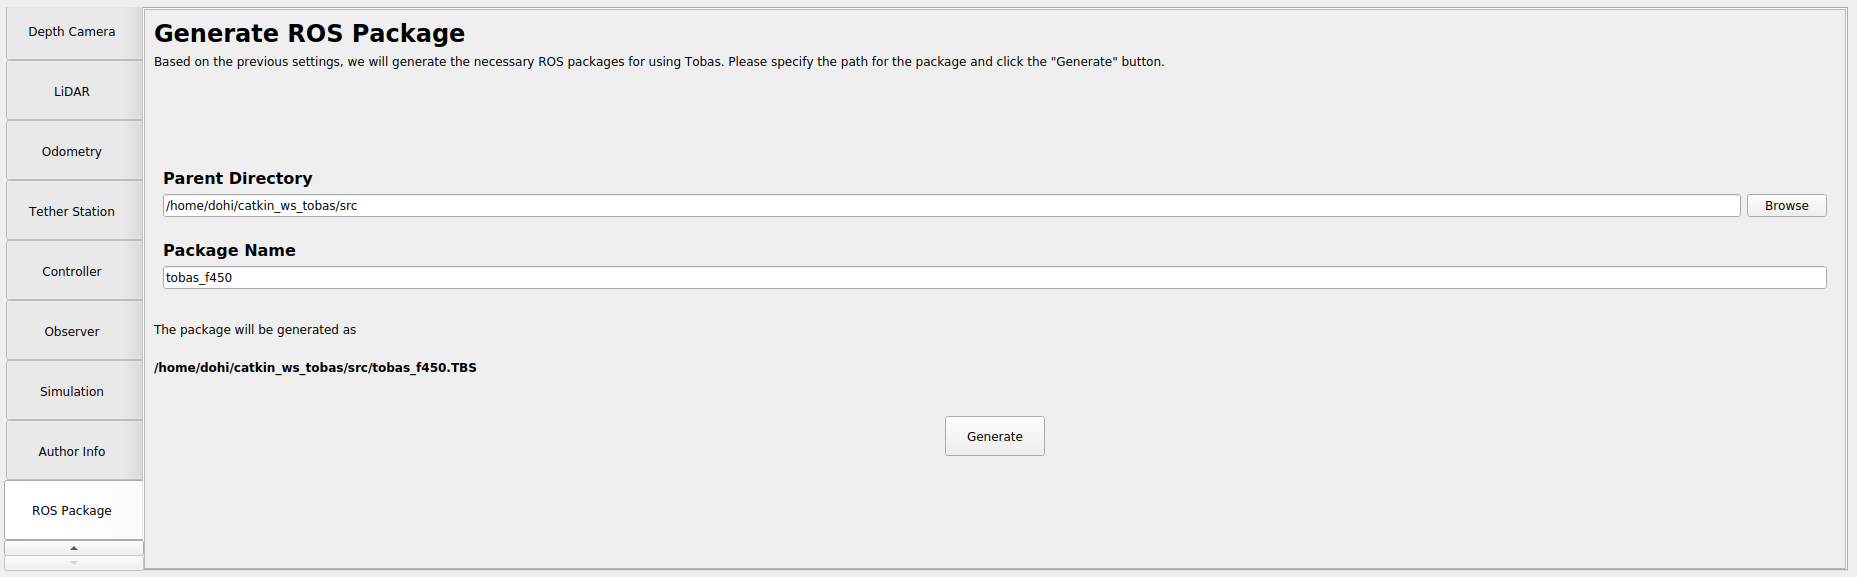 Depth Camera
LiDAR
Odometry
Tether Station
Controller
Observer
Simulation
Author Info
ROS Package
Generate ROS Package
Based on the previous settings, we will generate the necessary ROS packages for using Tobas. Please specify the path for the package and click the "Generate" button.
Parent Directory
/home/dohi/catkin_ws_tobas/src
Browse
Package Name
tobas_f450
The package will be generated as
/home/dohi/catkin_ws_tobas/src/tobas_f450.TBS
Generate